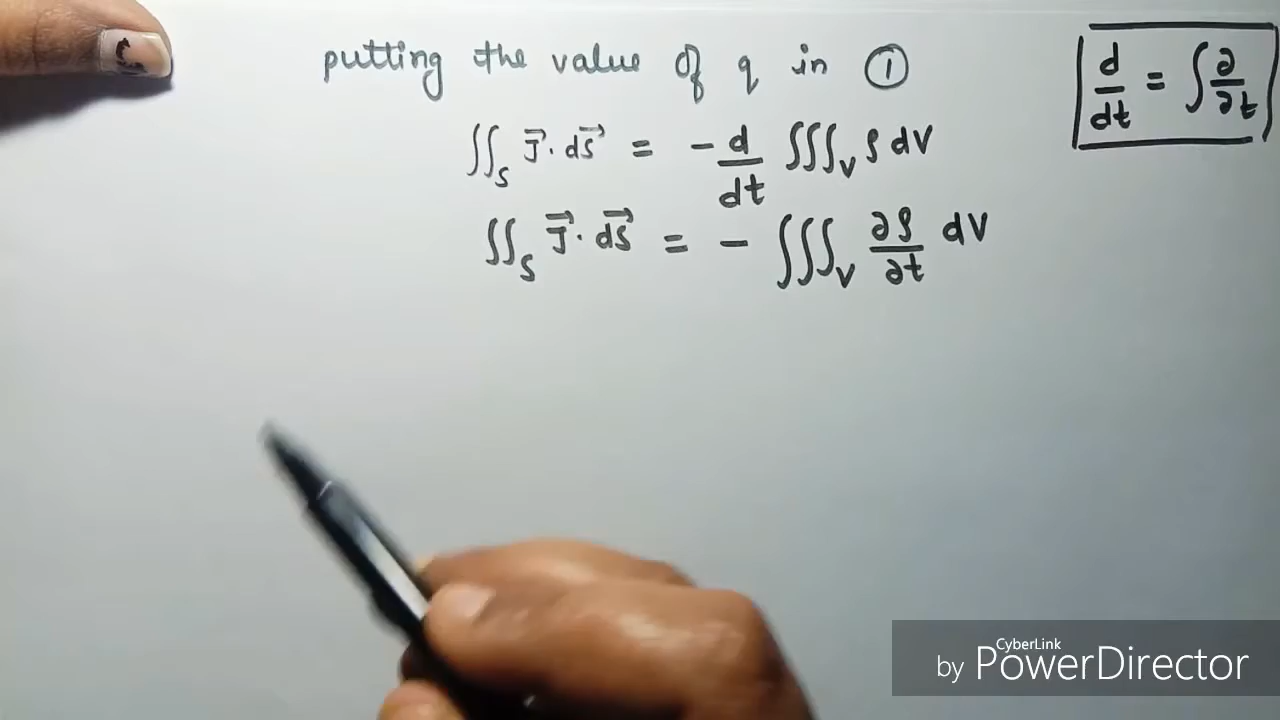 putting the value of q in ①
d/dt = ∫ ∂/∂t
∬_S J⃗ · dS⃗ = - d/dt ∭_V ρ dV
∬_S J⃗ · dS⃗ = - ∭_V ∂ρ/∂t dV
CyberLink
by PowerDirector